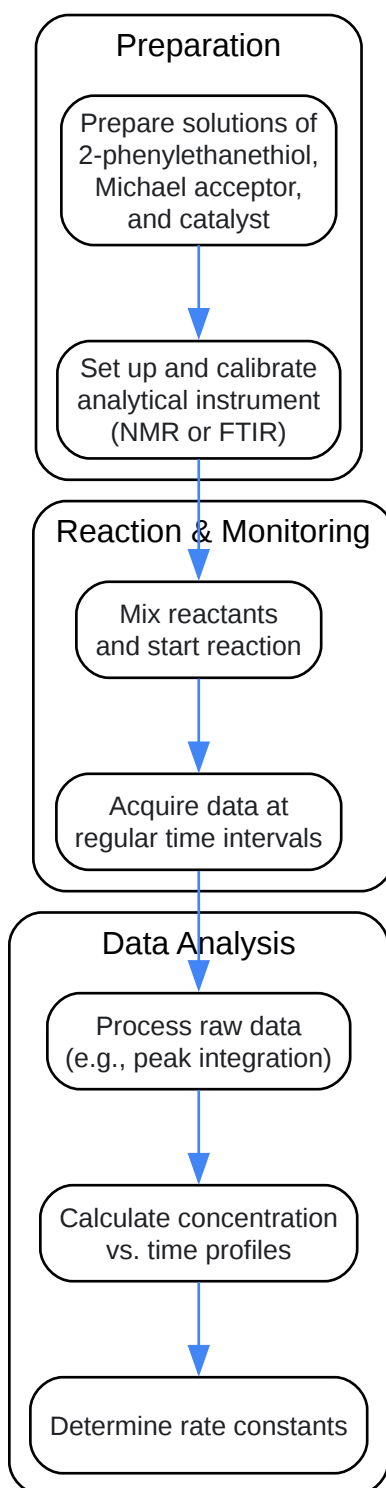 Preparation
Prepare solutions of
2-phenylethanethiol,
Michael acceptor,
and catalyst
Set up and calibrate
analytical instrument
(NMR or FTIR)
Reaction & Monitoring
Mix reactants
and start reaction
Acquire data at
regular time intervals
Data Analysis
Process raw data
(e.g., peak integration)
Calculate concentration
vs. time profiles
Determine rate constants